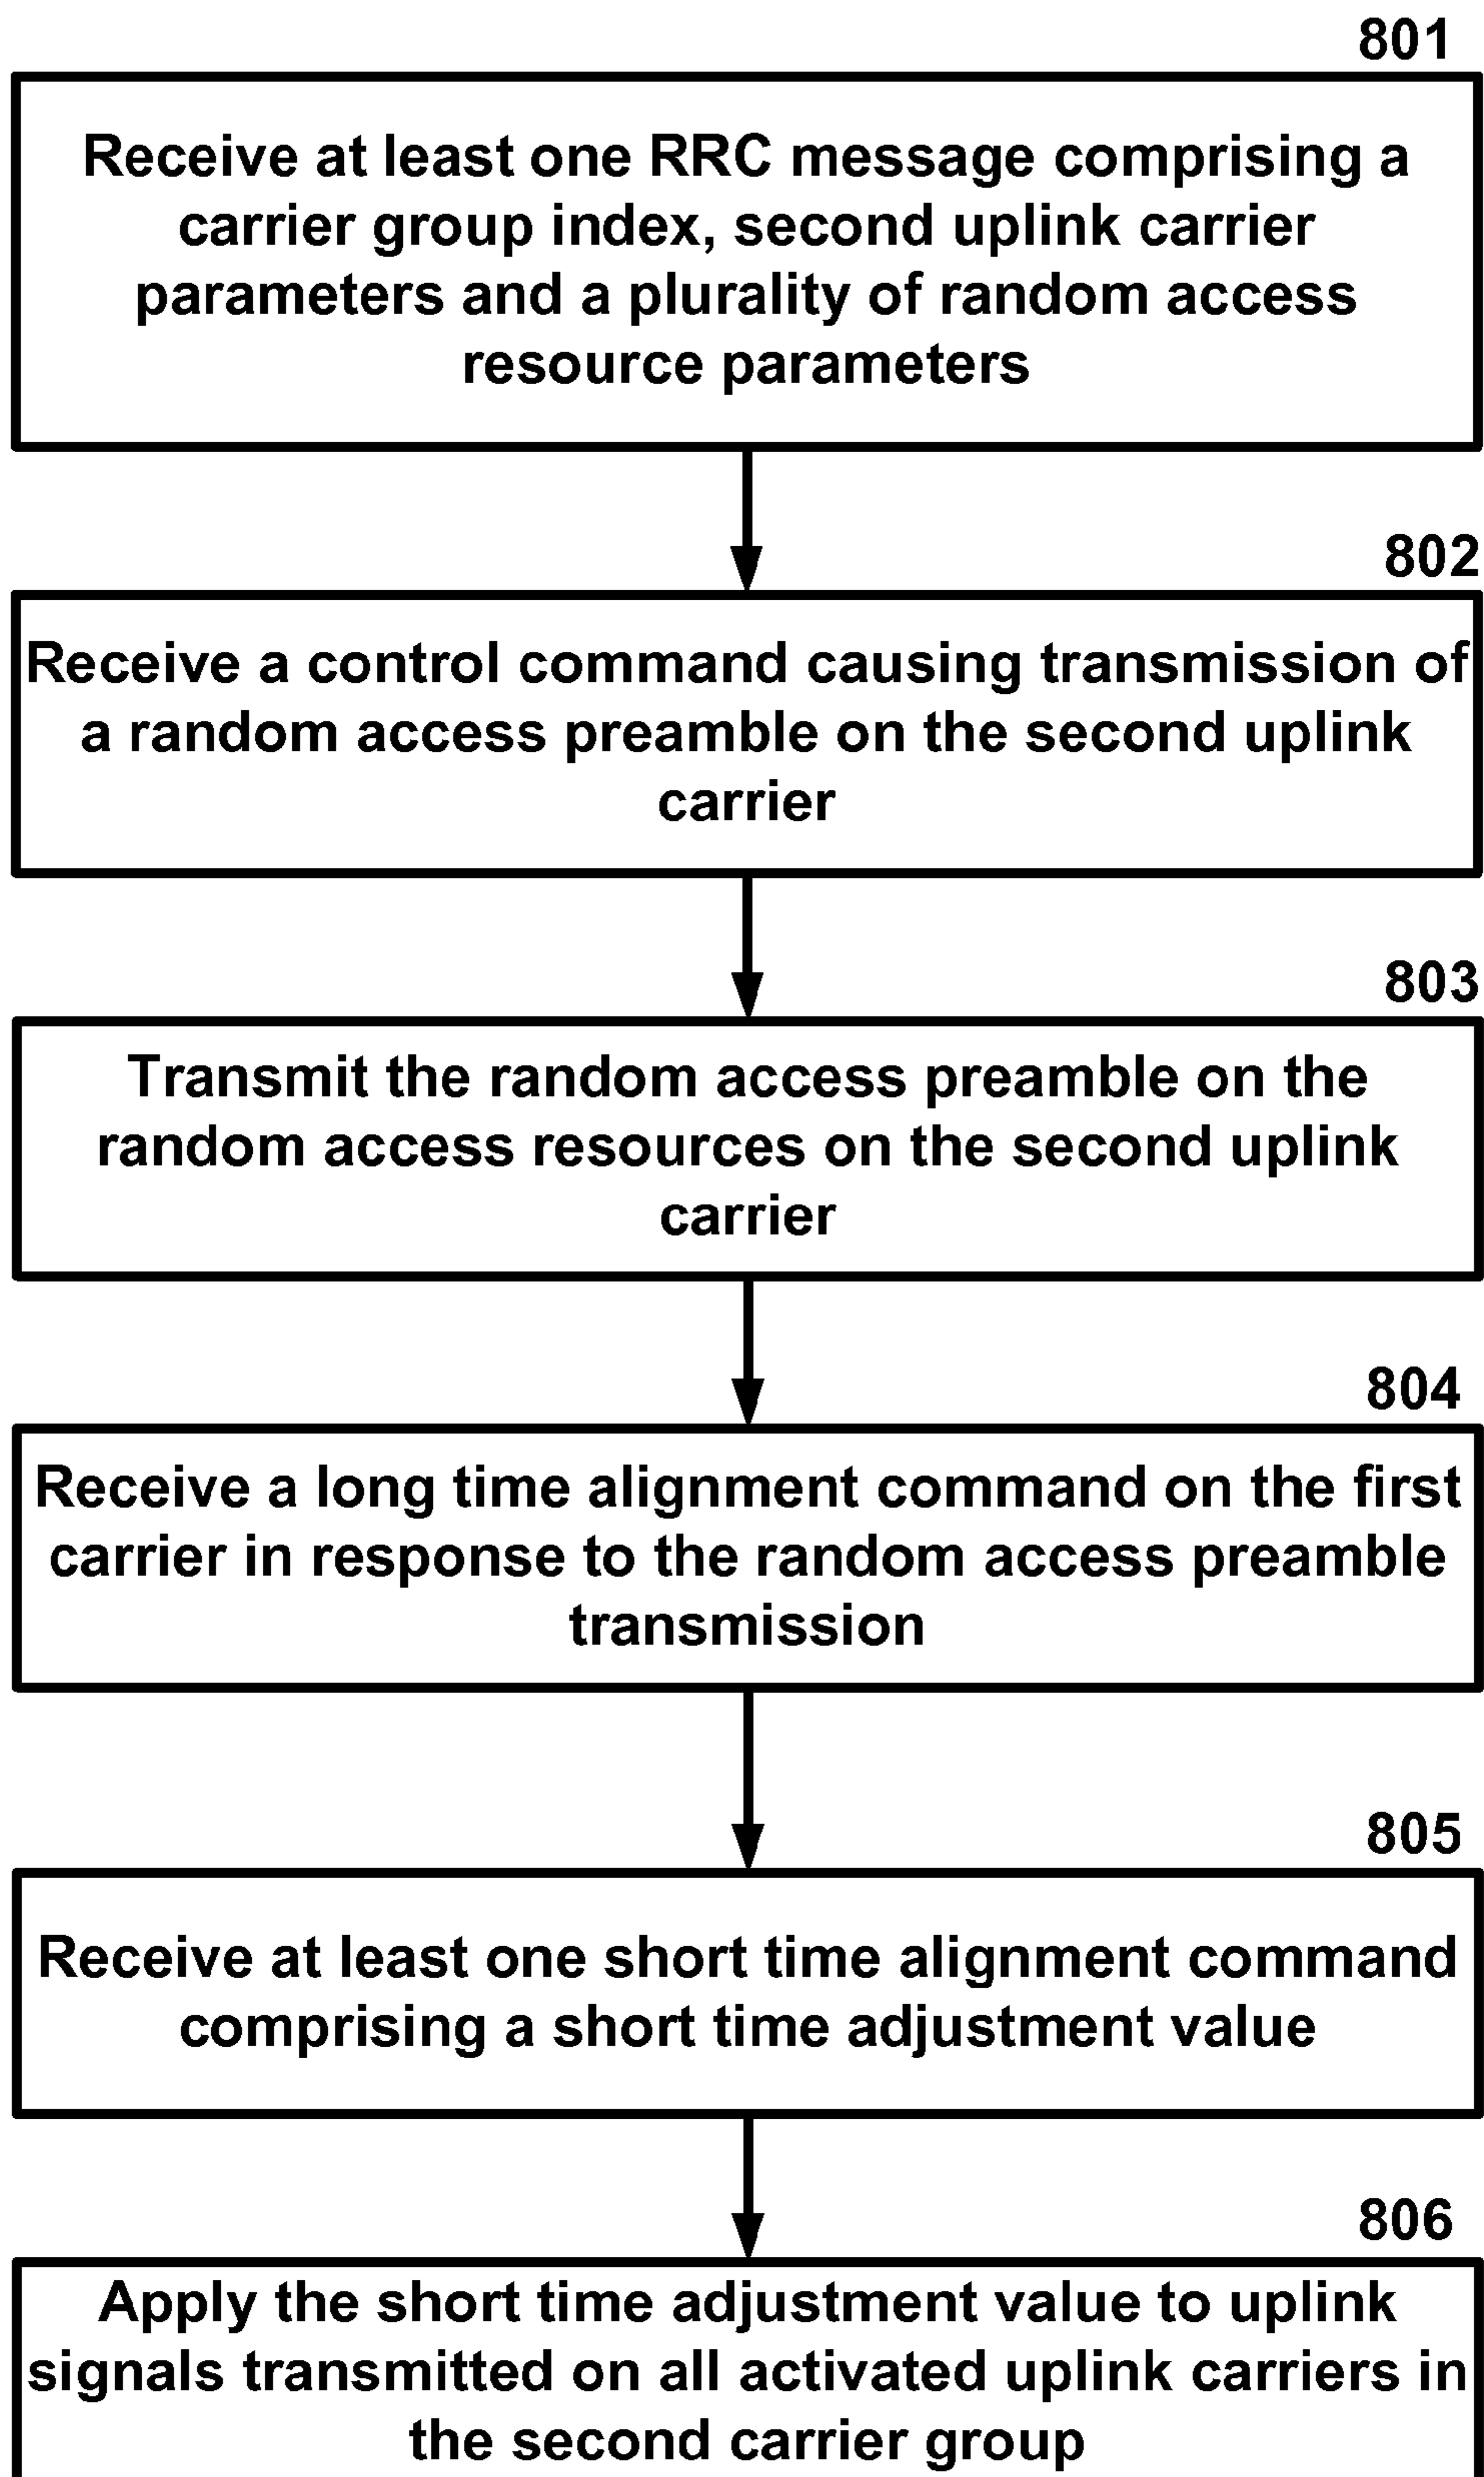 801
Receive at least one RRC message comprising a
carrier group index, second uplink carrier
parameters and a plurality of random access
resource parameters
802
Receive a control command causing transmission of
a random access preamble on the second uplink
carrier
803
Transmit the random access preamble on the
random access resources on the second uplink
carrier
804
Receive a long time alignment command on the first
carrier in response to the random access preamble
transmission
805
Receive at least one short time alignment command
comprising a short time adjustment value
806
Apply the short time adjustment value to uplink
signals transmitted on all activated uplink carriers in
the second carrier group